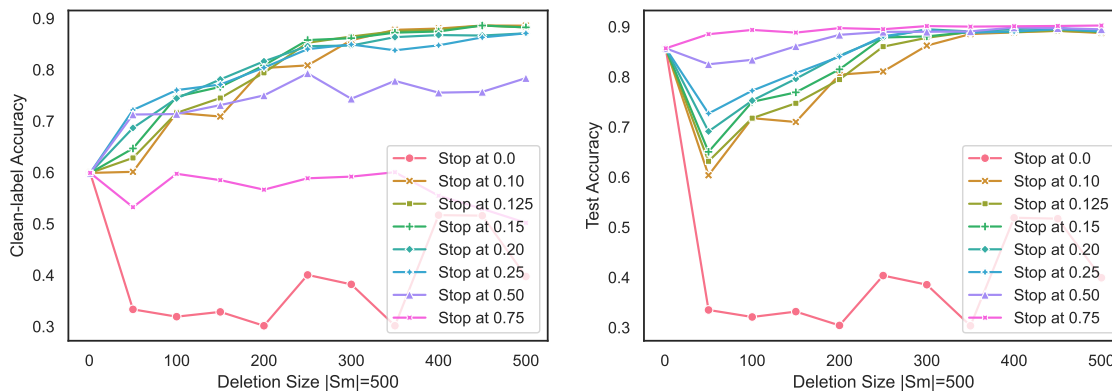 Clean-label Accuracy
0.9
0.8
0.7
0.6
0.5
0.4
0.3
0
100
200
300
400
500
Deletion Size |Sm|=500
Stop at 0.0
Stop at 0.10
Stop at 0.125
Stop at 0.15
Stop at 0.20
Stop at 0.25
Stop at 0.50
Stop at 0.75
Test Accuracy
0.9
0.8
0.7
0.6
0.5
0.4
0.3
0
100
200
300
400
500
Deletion Size |Sm|=500
Stop at 0.0
Stop at 0.10
Stop at 0.125
Stop at 0.15
Stop at 0.20
Stop at 0.25
Stop at 0.50
Stop at 0.75